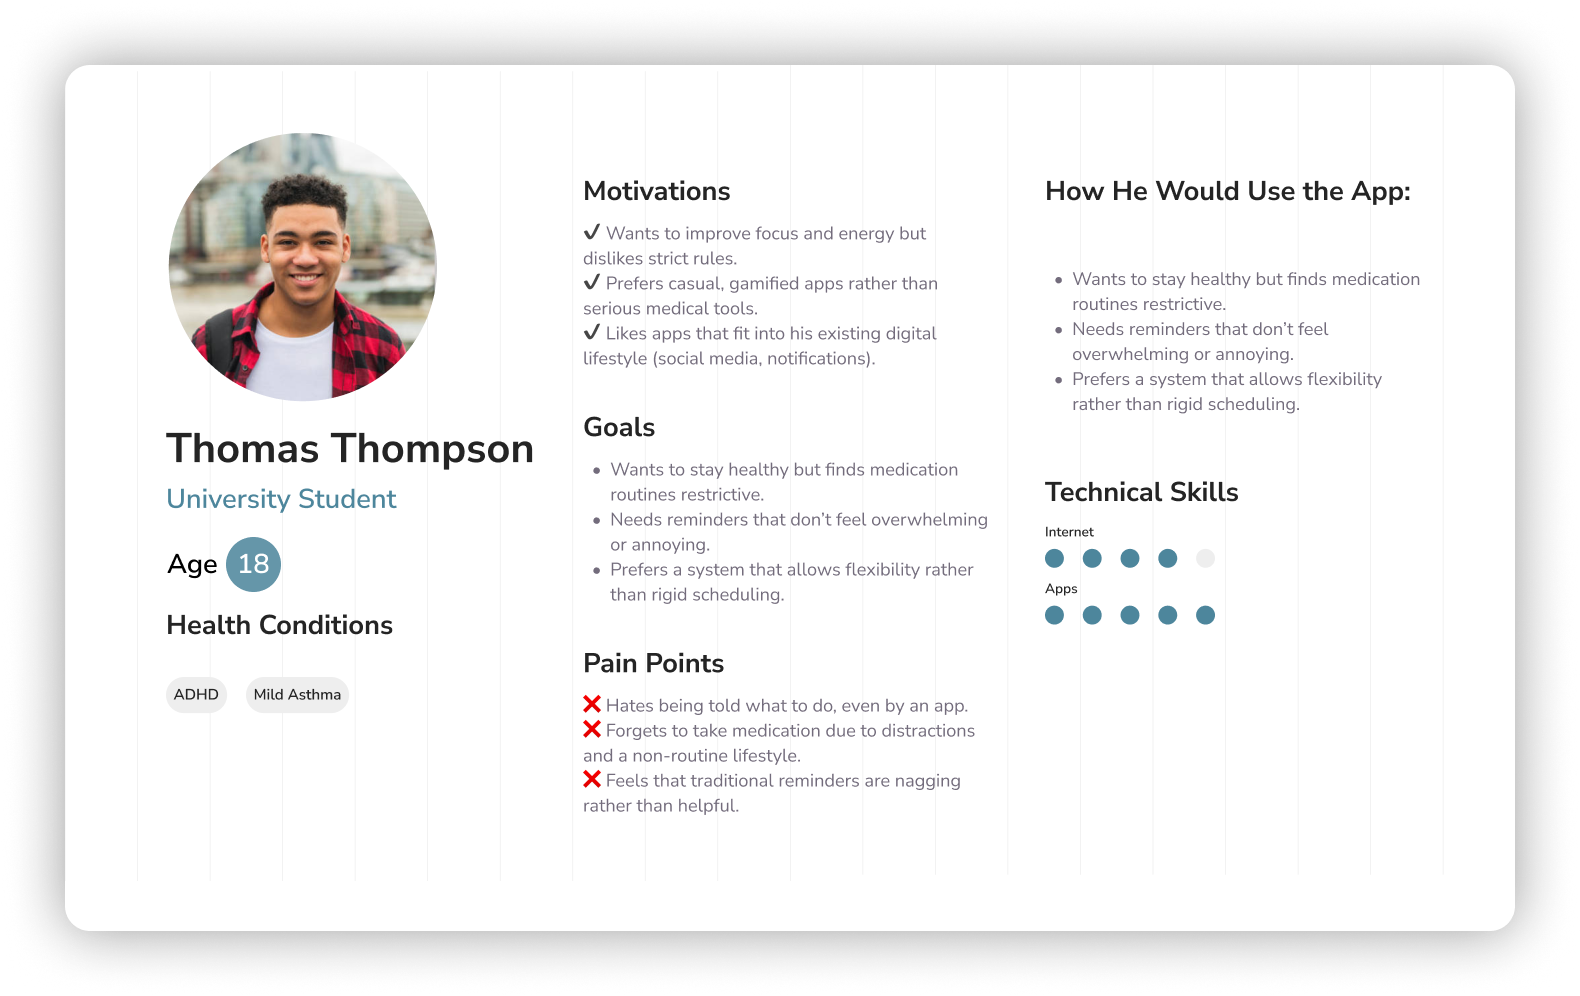 Thomas Thompson
University Student
Age 18
Health Conditions
ADHD Mild Asthma
Motivations
✔ Wants to improve focus and energy but
dislikes strict rules.
✔ Prefers casual, gamified apps rather than
serious medical tools.
✔ Likes apps that fit into his existing digital
lifestyle (social media, notifications).
Goals
• Wants to stay healthy but finds medication
routines restrictive.
• Needs reminders that don’t feel overwhelming
or annoying.
• Prefers a system that allows flexibility rather
than rigid scheduling.
Pain Points
❌ Hates being told what to do, even by an app.
❌ Forgets to take medication due to distractions
and a non-routine lifestyle.
❌ Feels that traditional reminders are nagging
rather than helpful.
How He Would Use the App:
• Wants to stay healthy but finds medication
routines restrictive.
• Needs reminders that don’t feel
overwhelming or annoying.
• Prefers a system that allows flexibility
rather than rigid scheduling.
Technical Skills
Internet
Apps